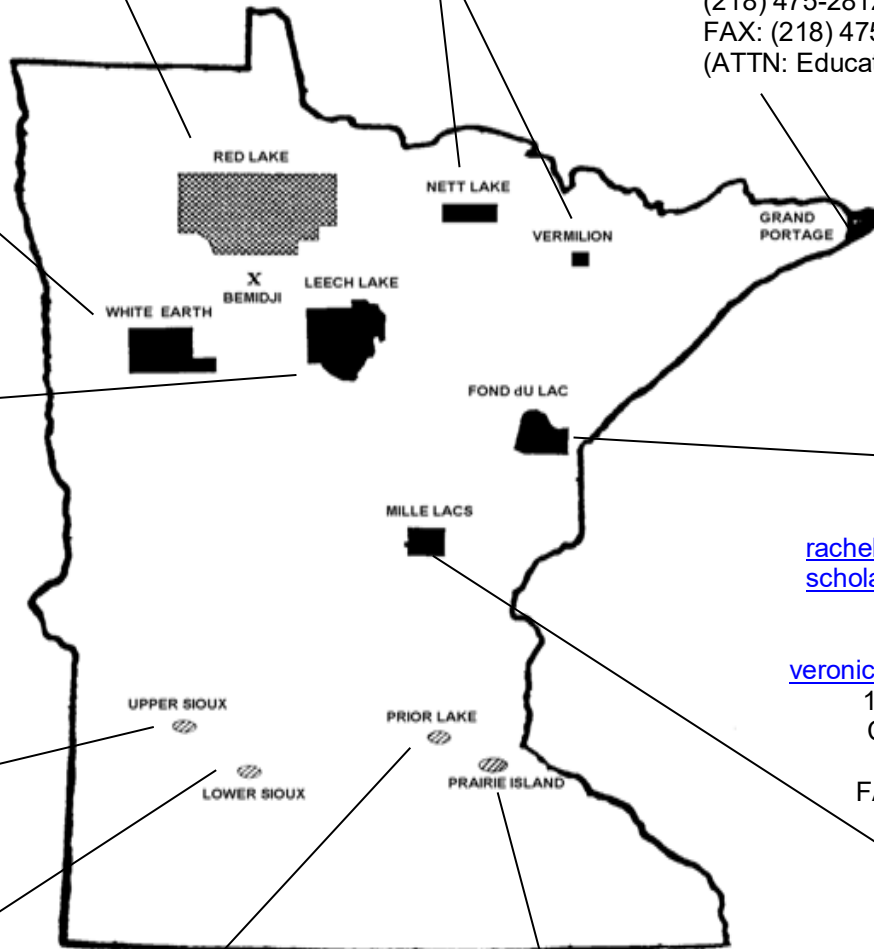 (218) 475-281
FAX: (218) 475
(ATTN: Educat
RED LAKE
NETT LAKE
VERMILION
GRAND
PORTAGE
X
BEMIDJI
LEECH LAKE
WHITE EARTH
FOND dU LAC
MILLE LACS
rachel
schola
veronic
1
UPPER SIOUX
PRIOR LAKE
LOWER SIOUX
PRAIRIE ISLAND
FA